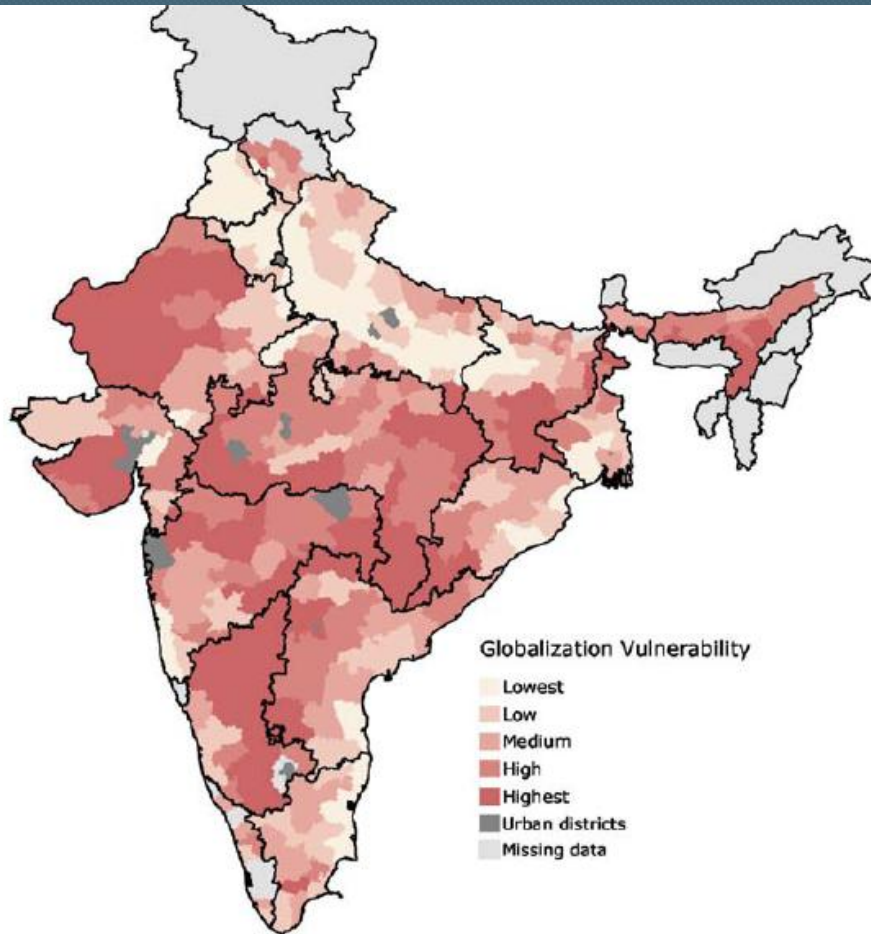 Globalization Vulnerability
Lowest
Low
Medium
High
Highest
Urban districts
Missing data